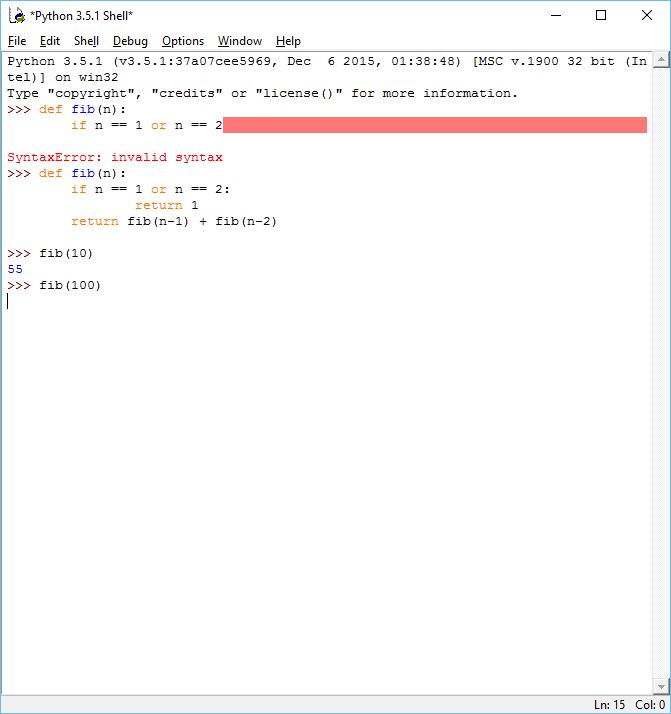 *Python 3.5.1 Shell*
File Edit Shell Debug Options Window Help
Python 3.5.1 (v3.5.1:37a07cee5969, Dec  6 2015, 01:38:48) [MSC v.1900 32 bit (In
tel)] on win32
Type "copyright", "credits" or "license()" for more information.
>>> def fib(n):
        if n == 1 or n == 2
SyntaxError: invalid syntax
>>> def fib(n):
        if n == 1 or n == 2:
                return 1
        return fib(n-1) + fib(n-2)
>>> fib(10)
55
>>> fib(100)
Ln: 15 Col: 0